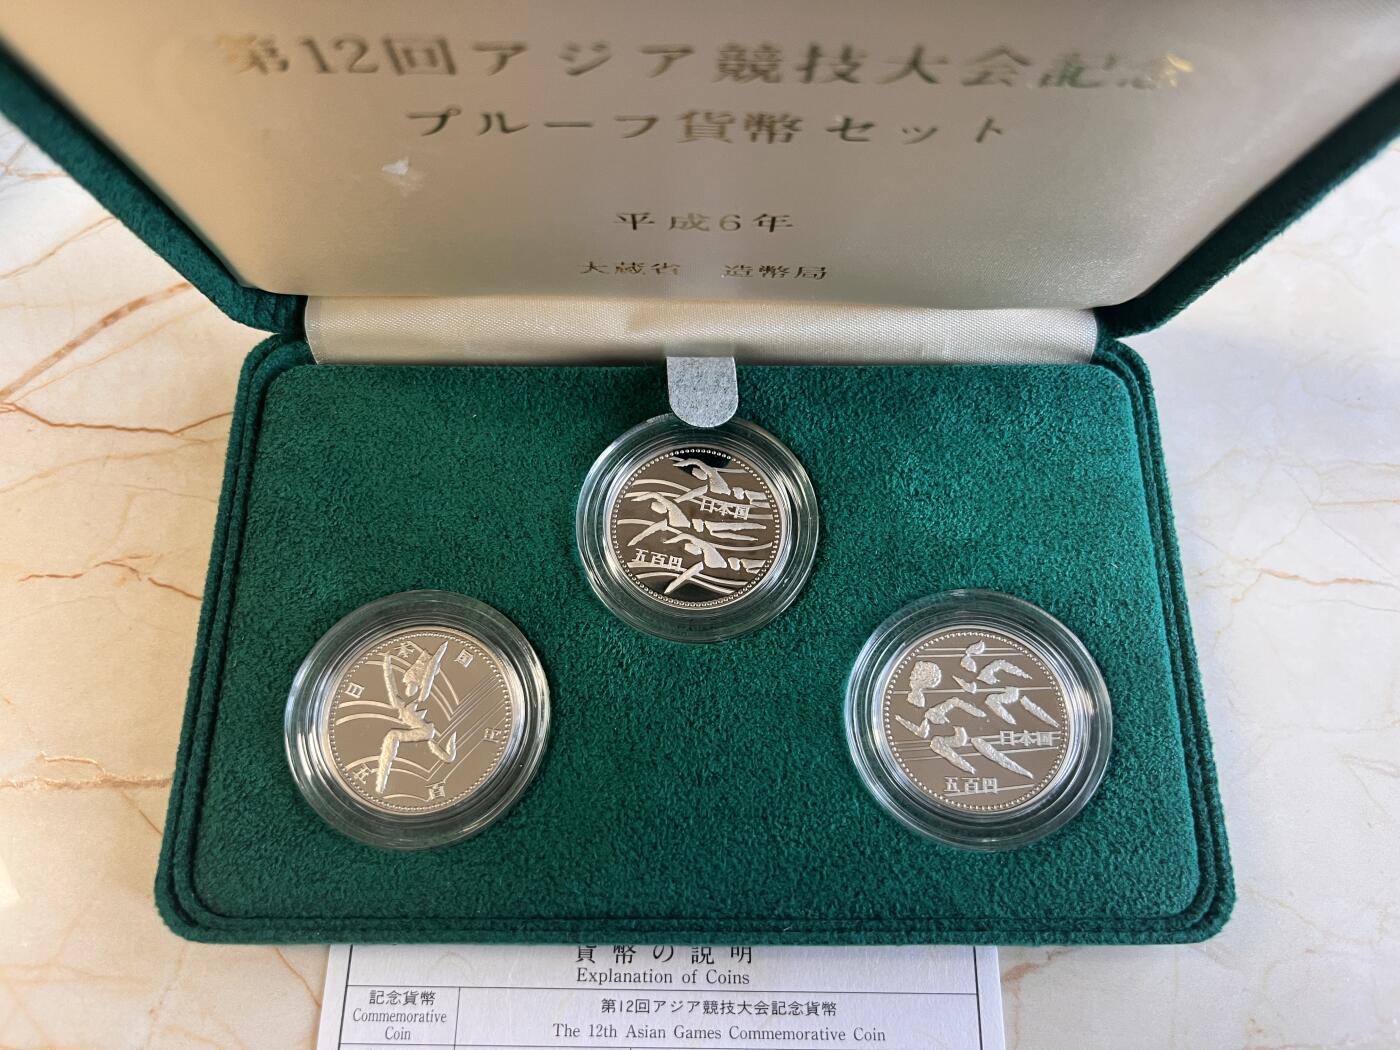 第12回アジア競技大会記念
プルーフ貨幣セット
平成6年
大蔵省 造幣局
日本国
五百円
日本国
五百円
日本国
五百円
貨幣の説明
Explanation of Coins
記念貨幣
Commemorative
Coin
第12回アジア競技大会記念貨幣
The 12th Asian Games Commemorative Coin